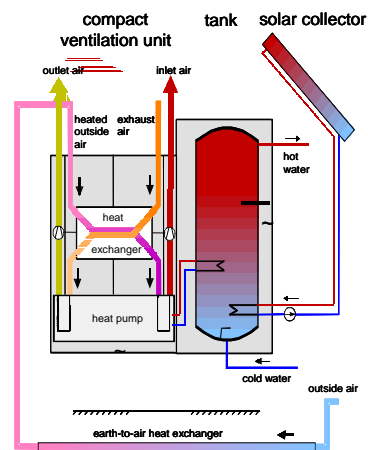 compact
ventilation unit
tank
solar collector
outlet air
inlet air
heated
outside
air
exhaust
air
hot
water
heat
exchanger
heat pump
~
~
cold water
outside air
earth-to-air heat exchanger